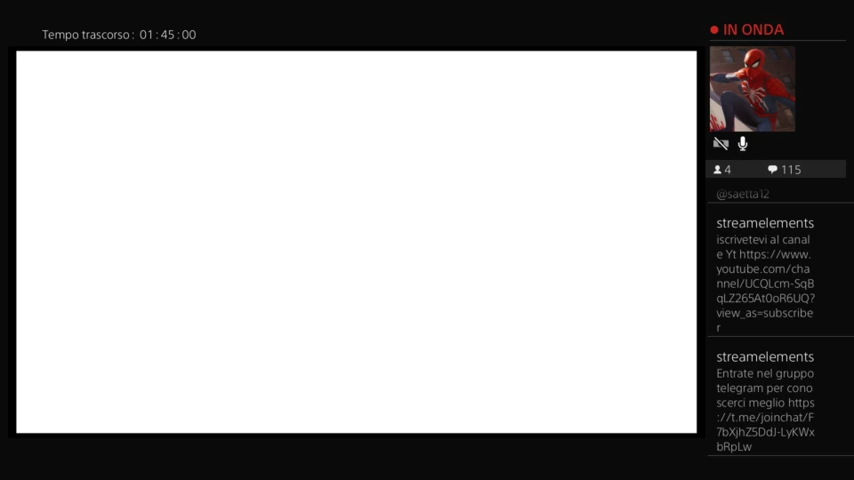 Tempo trascorso: 01:45:00
IN ONDA
4 115
@saetta12
streamelements
iscrivetevi al canal
e Yt https://www.
youtube.com/cha
nnel/UCQLcm-SqB
qLZ265At0oR6UQ?
view_as=subscribe
r
streamelements
Entrate nel gruppo
telegram per cono
scerci meglio https
://t.me/joinchat/F
7bXjhZ5DdJ-LyKWx
bRpLw